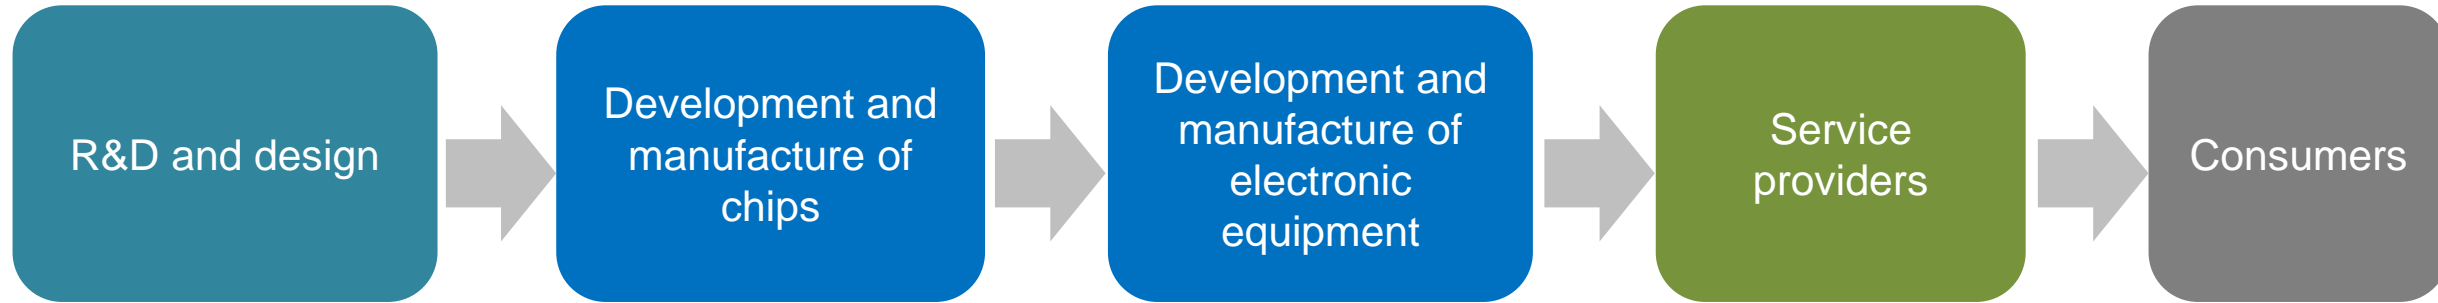 R&D and design
Development and
manufacture of
chips
Development and
manufacture of
electronic
equipment
Service
providers
Consumers